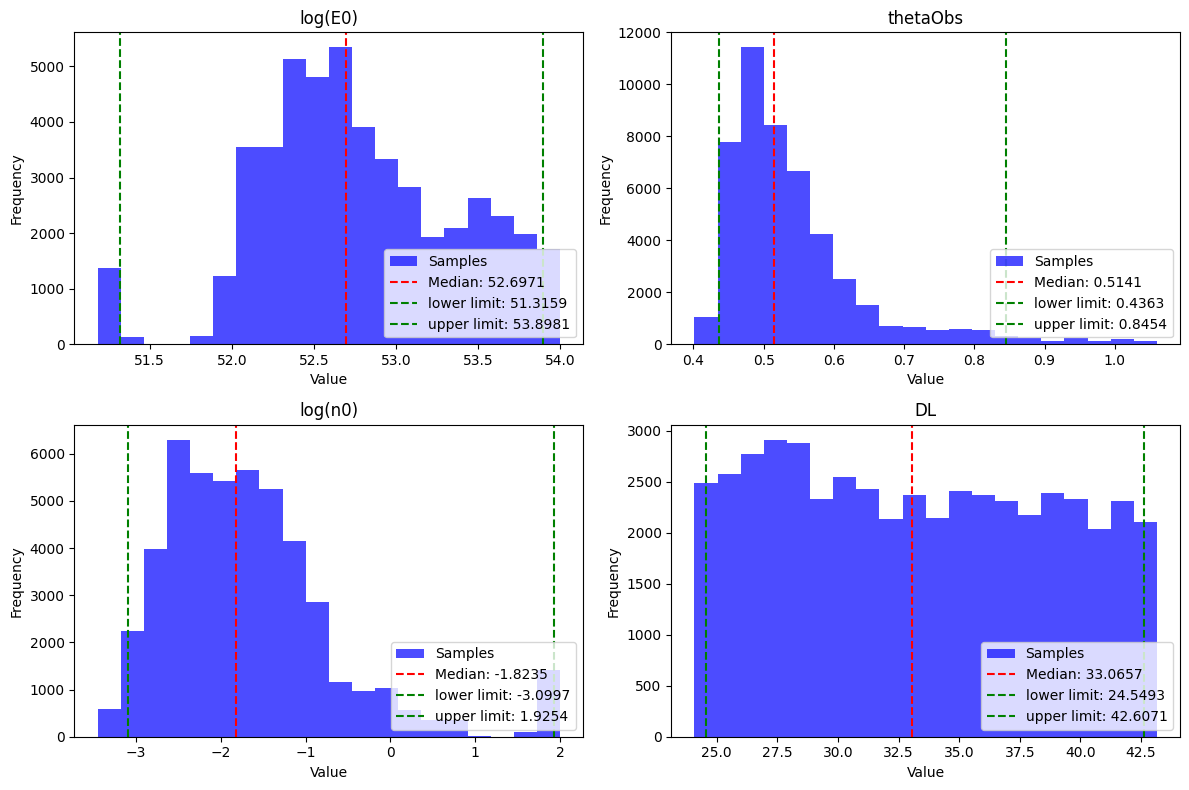 log(E0)
Frequency
5000
4000
3000
2000
1000
0
51.5 52.0 52.5 53.0 53.5 54.0
Value
Samples
Median: 52.6971
lower limit: 51.3159
upper limit: 53.8981
thetaObs
Frequency
12000
10000
8000
6000
4000
2000
0
0.4 0.5 0.6 0.7 0.8 0.9 1.0
Value
Samples
Median: 0.5141
lower limit: 0.4363
upper limit: 0.8454
log(n0)
Frequency
6000
5000
4000
3000
2000
1000
0
−3 −2 −1 0 1 2
Value
Samples
Median: -1.8235
lower limit: -3.0997
upper limit: 1.9254
DL
Frequency
3000
2500
2000
1500
1000
500
0
25.0 27.5 30.0 32.5 35.0 37.5 40.0 42.5
Value
Samples
Median: 33.0657
lower limit: 24.5493
upper limit: 42.6071